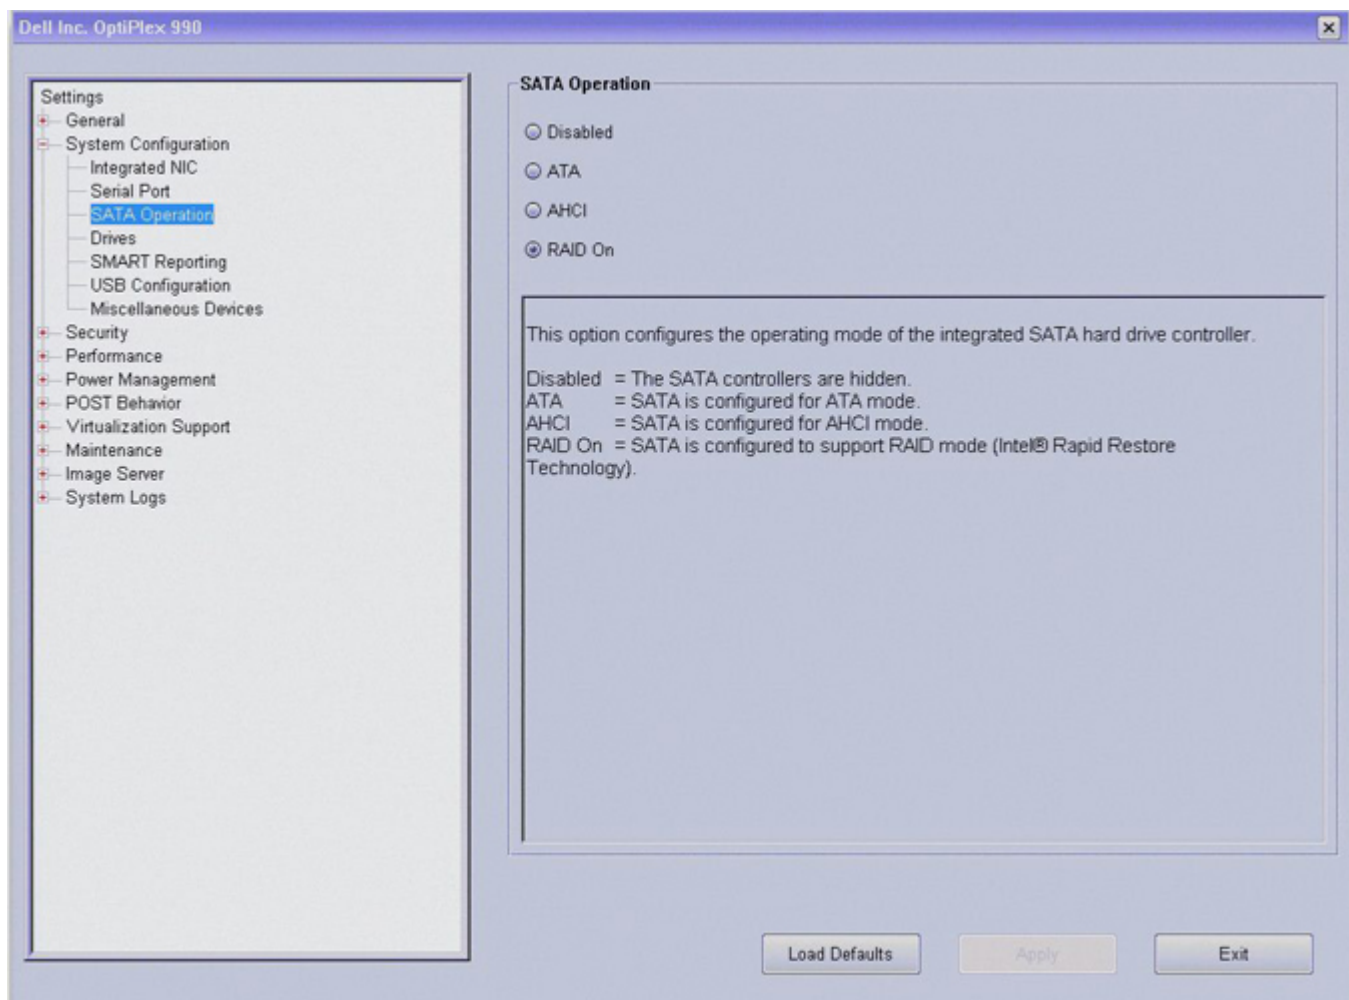 Dell Inc. OptiPlex 990
Settings
General
System Configuration
Integrated NIC
Serial Port
SATA Operation
Drives
SMART Reporting
USB Configuration
Miscellaneous Devices
Security
Performance
Power Management
POST Behavior
Virtualization Support
Maintenance
Image Server
System Logs
SATA Operation
Disabled
ATA
AHCI
RAID On
This option configures the operating mode of the integrated SATA hard drive controller.
Disabled = The SATA controllers are hidden.
ATA = SATA is configured for ATA mode.
AHCI = SATA is configured for AHCI mode.
RAID On = SATA is configured to support RAID mode (Intel® Rapid Restore
Technology).
Load Defaults
Apply
Exit